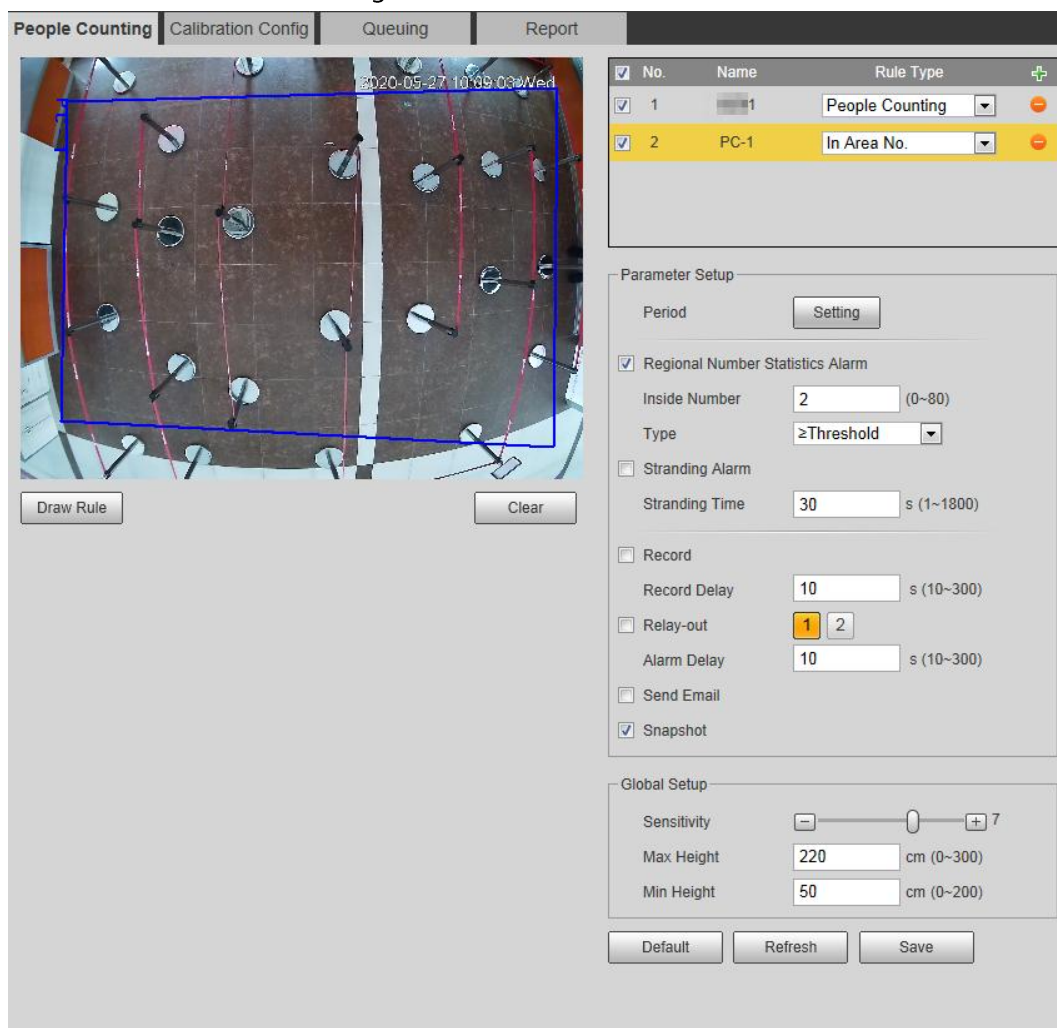 People Counting Calibration Config Queuing Report
2020-05-27 10:09:03 Wed
No. Name Rule Type
1 1 People Counting
2 PC-1 In Area No.
Parameter Setup
Period Setting
Regional Number Statistics Alarm
Inside Number 2 (0~80)
Type ≥Threshold
Stranding Alarm
Stranding Time 30 s (1~1800)
Record
Record Delay 10 s (10~300)
Relay-out 1 2
Alarm Delay 10 s (10~300)
Send Email
Snapshot
Draw Rule Clear
Global Setup
Sensitivity 7
Max Height 220 cm (0~300)
Min Height 50 cm (0~200)
Default Refresh Save